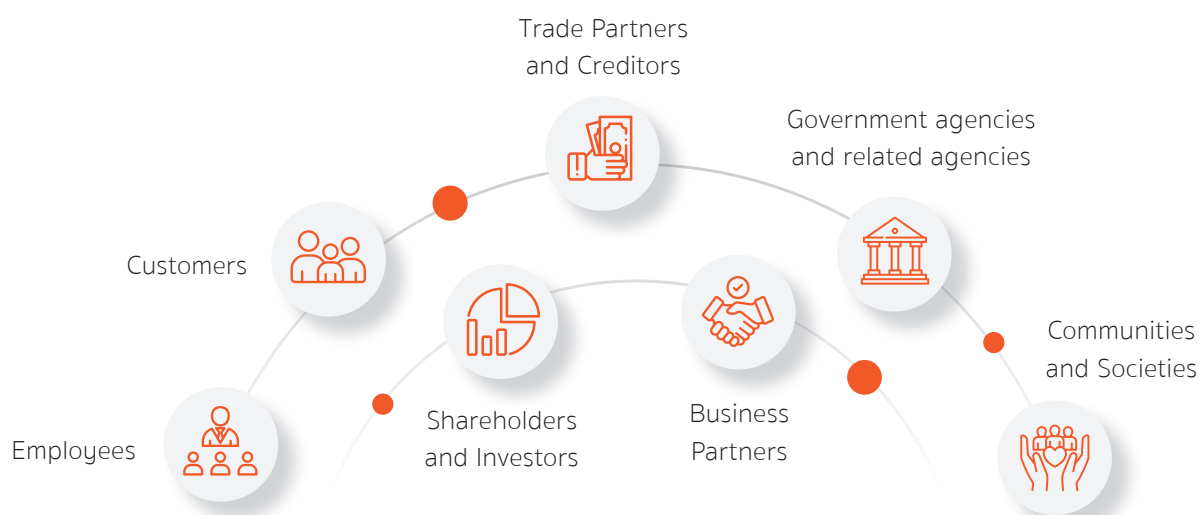 Trade Partners
and Creditors
Government agencies
and related agencies
Customers
Communities
and Societies
Shareholders
and Investors
Business
Partners
Employees